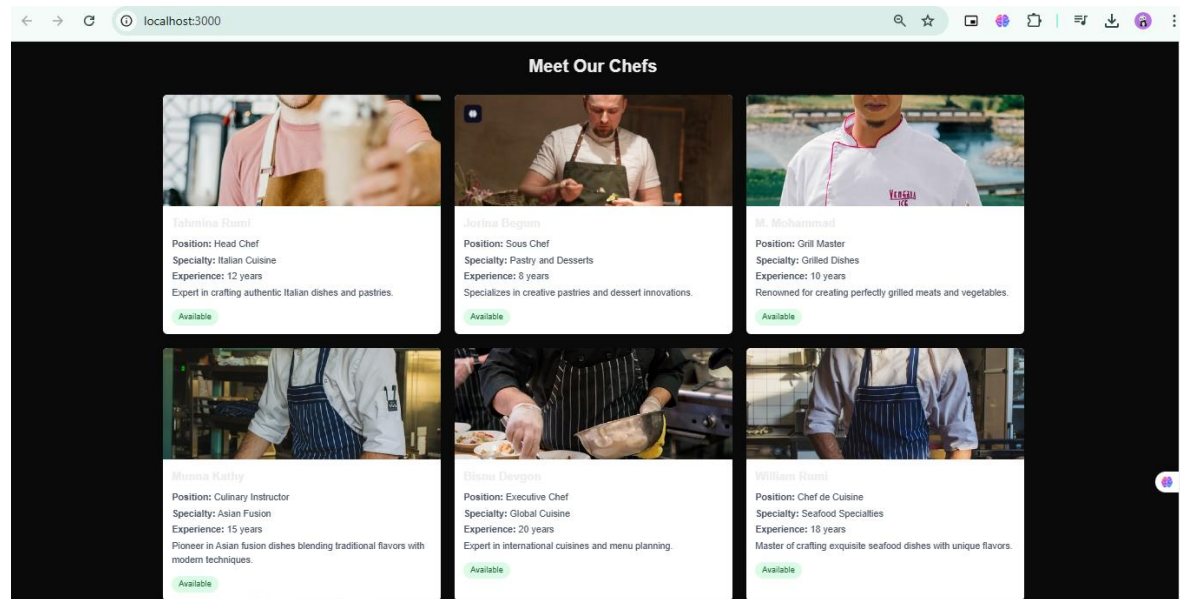 localhost:3000
Meet Our Chefs
VENEZIA
ICE
Tahmina Rumi
Position: Head Chef
Specialty: Italian Cuisine
Experience: 12 years
Expert in crafting authentic Italian dishes and pastries.
Available
Jorina Begum
Position: Sous Chef
Specialty: Pastry and Desserts
Experience: 8 years
Specializes in creative pastries and dessert innovations.
Available
M. Mohammad
Position: Grill Master
Specialty: Grilled Dishes
Experience: 10 years
Renowned for creating perfectly grilled meats and vegetables.
Available
Munna Kathy
Position: Culinary Instructor
Specialty: Asian Fusion
Experience: 15 years
Pioneer in Asian fusion dishes blending traditional flavors with
modern techniques.
Available
Bisnu Devgon
Position: Executive Chef
Specialty: Global Cuisine
Experience: 20 years
Expert in international cuisines and menu planning.
Available
William Rumi
Position: Chef de Cuisine
Specialty: Seafood Specialties
Experience: 18 years
Master of crafting exquisite seafood dishes with unique flavors.
Available